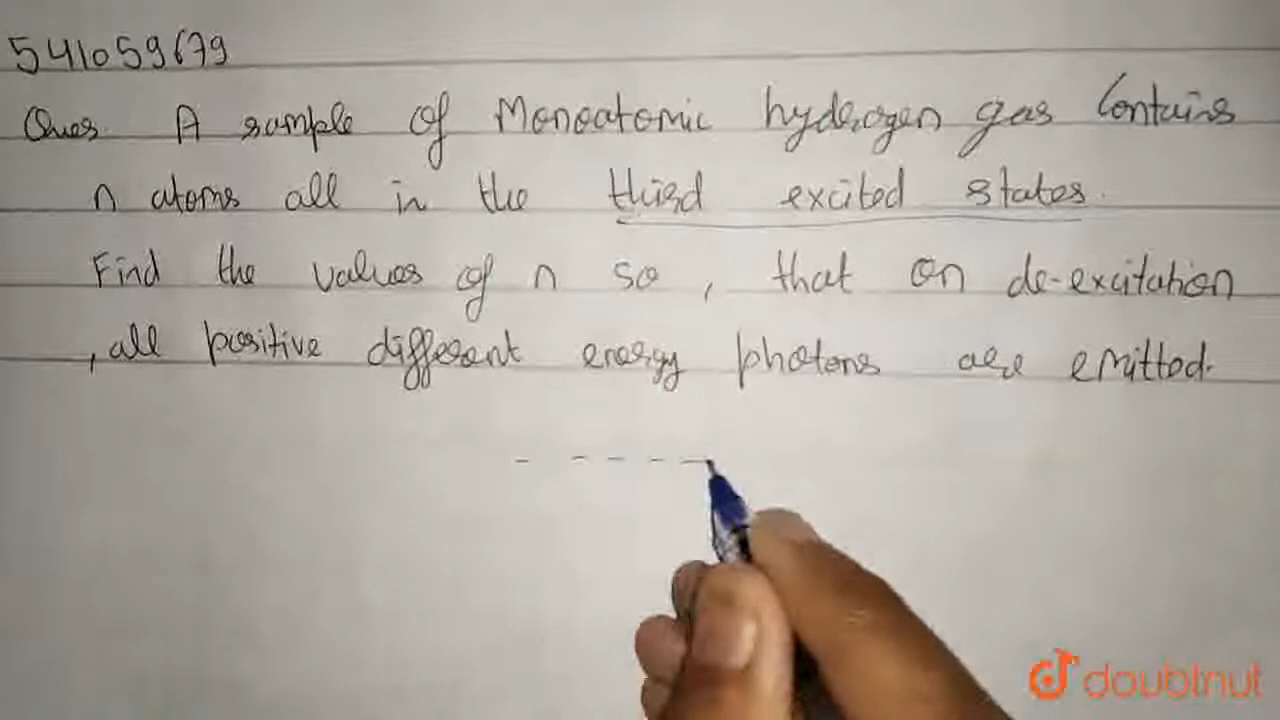 541059679
Ques. A sample of Monoatomic hydrogen gas Contains
n atoms all in the third excited states.
Find the values of n so, that on de-excitation
, all positive different energy photons are emitted.
doubtnut